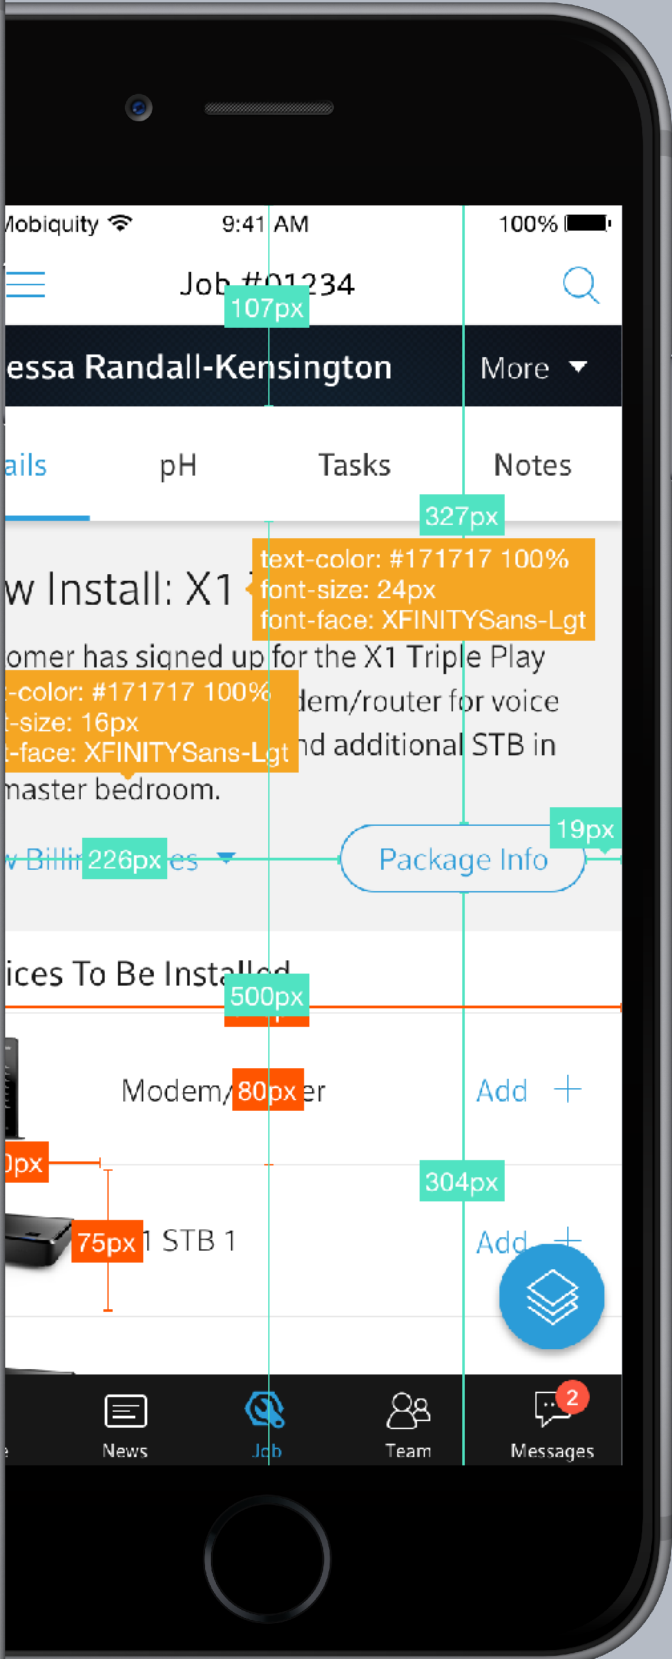 Mobiquity 9:41 AM 100%
Job #01234
107px
essa Randall-Kensington More
ails pH Tasks Notes
327px
w Install: X1
text-color: #171717 100%
font-size: 24px
font-face: XFINITYSans-Lgt
omer has signed up for the X1 Triple Play
-color: #171717 100%
t-size: 16px
t-face: XFINITYSans-Lgt
dem/router for voice
nd additional STB in
master bedroom.
19px
w Billin 226px es Package Info
ices To Be Installed
500px
Modem/ 80px er Add +
0px
304px
75px 1 STB 1 Add +
2
News Job Team Messages